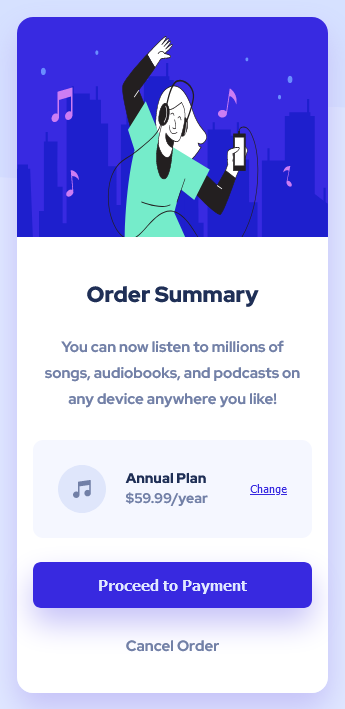 Order Summary
You can now listen to millions of
songs, audiobooks, and podcasts on
any device anywhere you like!
Annual Plan
$59.99/year
Change
Proceed to Payment
Cancel Order